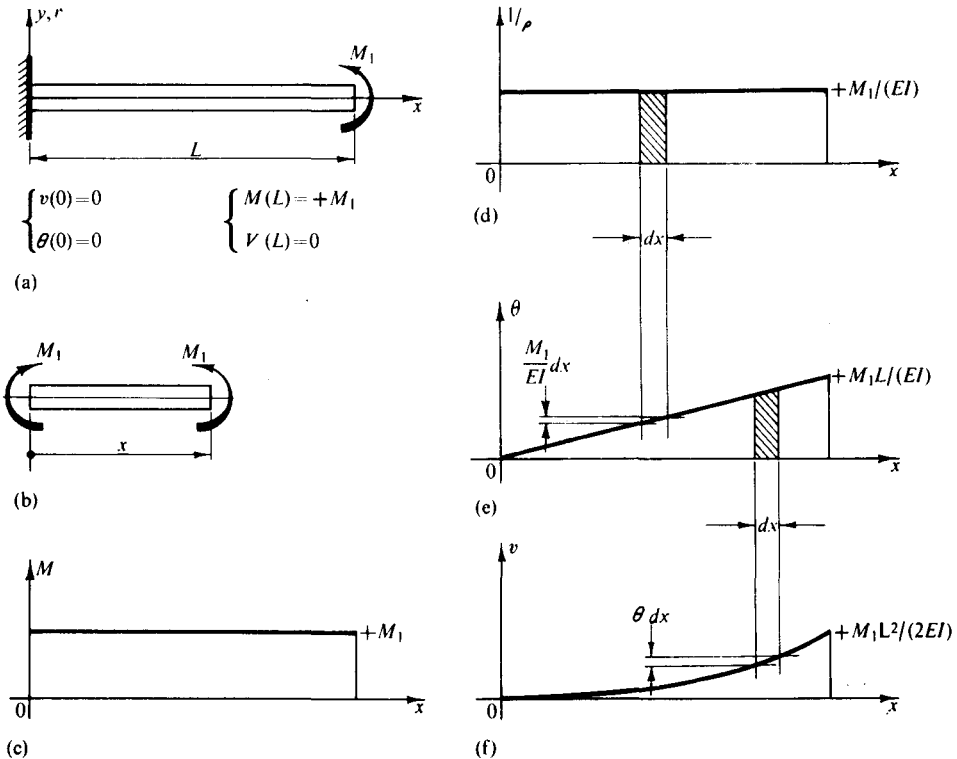 y, r
M₁
x
L
v(0)=0
θ(0)=0
M(L)=+M₁
V(L)=0
(a)
M₁
M₁
x
(b)
M
+M₁
0
x
(c)
1/ρ
+M₁/(EI)
0
x
(d)
dx
θ
M₁/EI dx
+M₁L/(EI)
0
x
(e)
dx
v
θ dx
+M₁L²/(2EI)
0
x
(f)